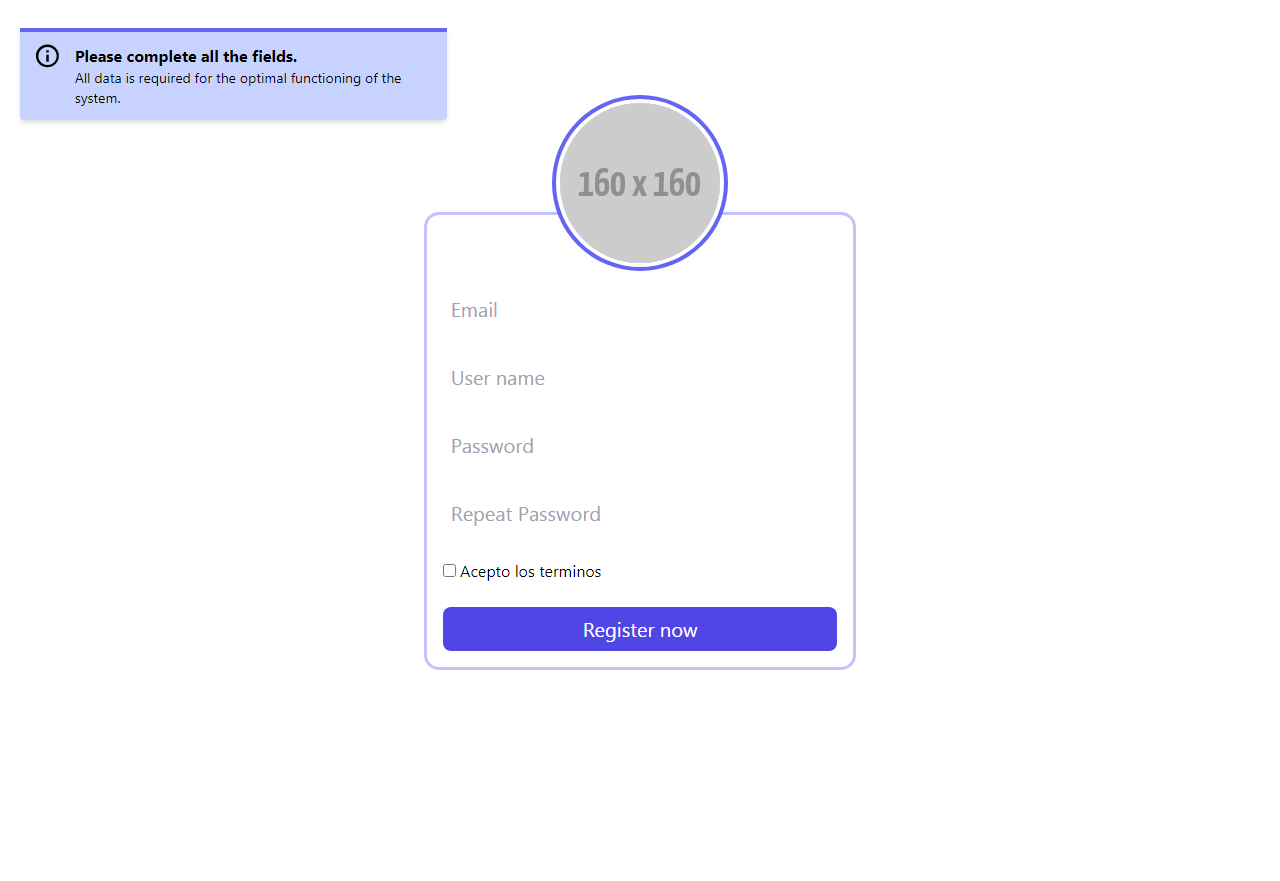 Please complete all the fields.
All data is required for the optimal functioning of the
system.
160 x 160
Email
User name
Password
Repeat Password
Acepto los terminos
Register now